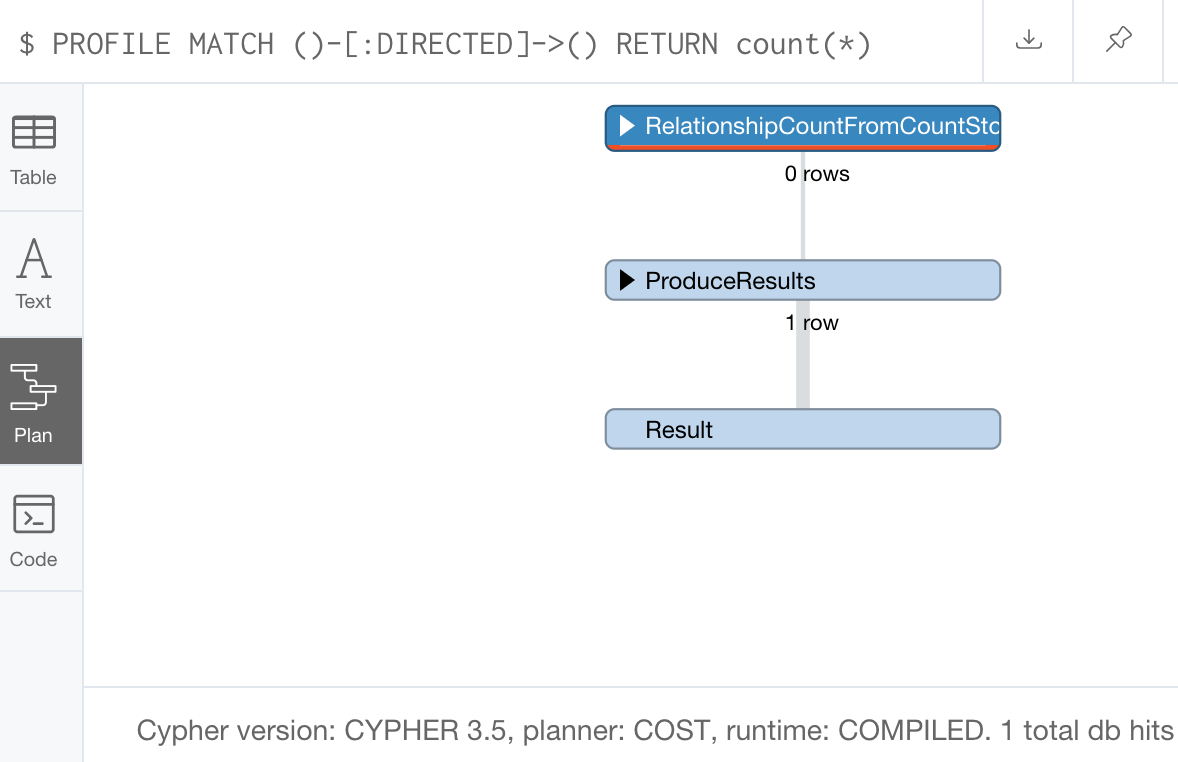 $ PROFILE MATCH ()-[:DIRECTED]->() RETURN count(*)
Table
Text
Plan
Code
RelationshipCountFromCountSto
0 rows
ProduceResults
1 row
Result
Cypher version: CYPHER 3.5, planner: COST, runtime: COMPILED. 1 total db hits